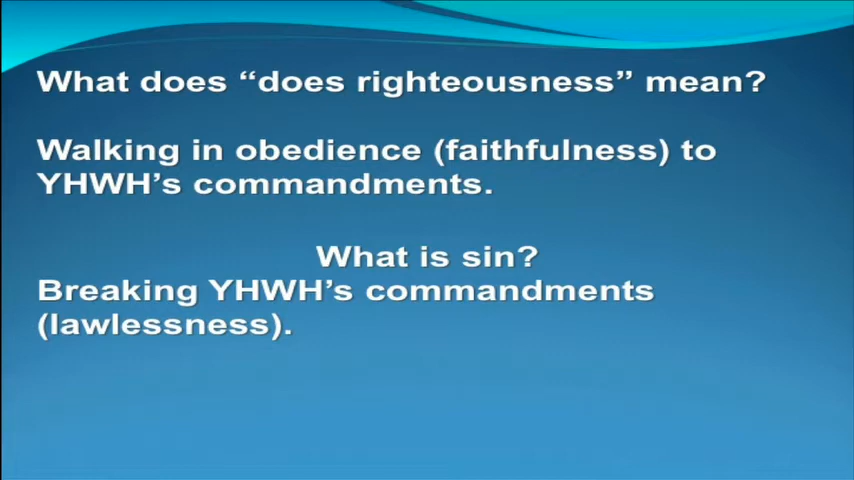 What does “does righteousness” mean?
Walking in obedience (faithfulness) to
YHWH’s commandments.
What is sin?
Breaking YHWH’s commandments
(lawlessness).